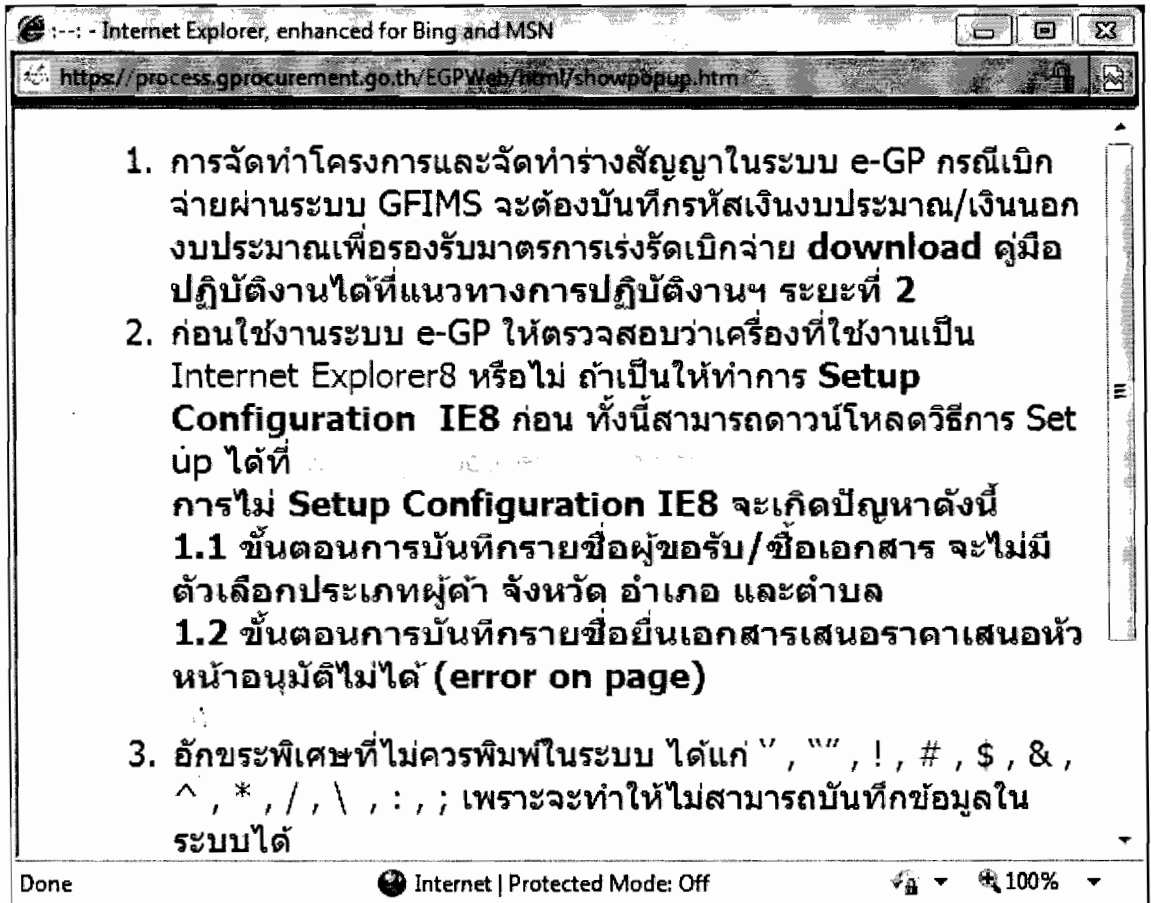 :--: - Internet Explorer, enhanced for Bing and MSN
https://process.gprocurement.go.th/EGPWeb/html/showpopup.htm
1. การจัดทำโครงการและจัดทำร่างสัญญาในระบบ e-GP กรณีเบิก
จ่ายผ่านระบบ GFIMS จะต้องบันทึกรหัสเงินงบประมาณ/เงินนอก
งบประมาณเพื่อรองรับมาตรการเร่งรัดเบิกจ่าย download คู่มือ
ปฏิบัติงานได้ที่แนวทางการปฏิบัติงานฯ ระยะที่ 2
2. ก่อนใช้งานระบบ e-GP ให้ตรวจสอบว่าเครื่องที่ใช้งานเป็น
Internet Explorer8 หรือไม่ ถ้าเป็นให้ทำการ Setup
Configuration IE8 ก่อน ทั้งนี้สามารถดาวน์โหลดวิธีการ Set
up ได้ที่
การไม่ Setup Configuration IE8 จะเกิดปัญหาดังนี้
1.1 ขั้นตอนการบันทึกรายชื่อผู้ขอรับ/ซื้อเอกสาร จะไม่มี
ตัวเลือกประเภทผู้ค้า จังหวัด อำเภอ และตำบล
1.2 ขั้นตอนการบันทึกรายชื่อยื่นเอกสารเสนอราคาเสนอหัว
หน้าอนุมัติไม่ได้ (error on page)
3. อักขระพิเศษที่ไม่ควรพิมพ์ในระบบ ได้แก่ ", "", ! , # , $ , & ,
^ , * , / , \ , : , ; เพราะจะทำให้ไม่สามารถบันทึกข้อมูลใน
ระบบได้
Done Internet | Protected Mode: Off 100%